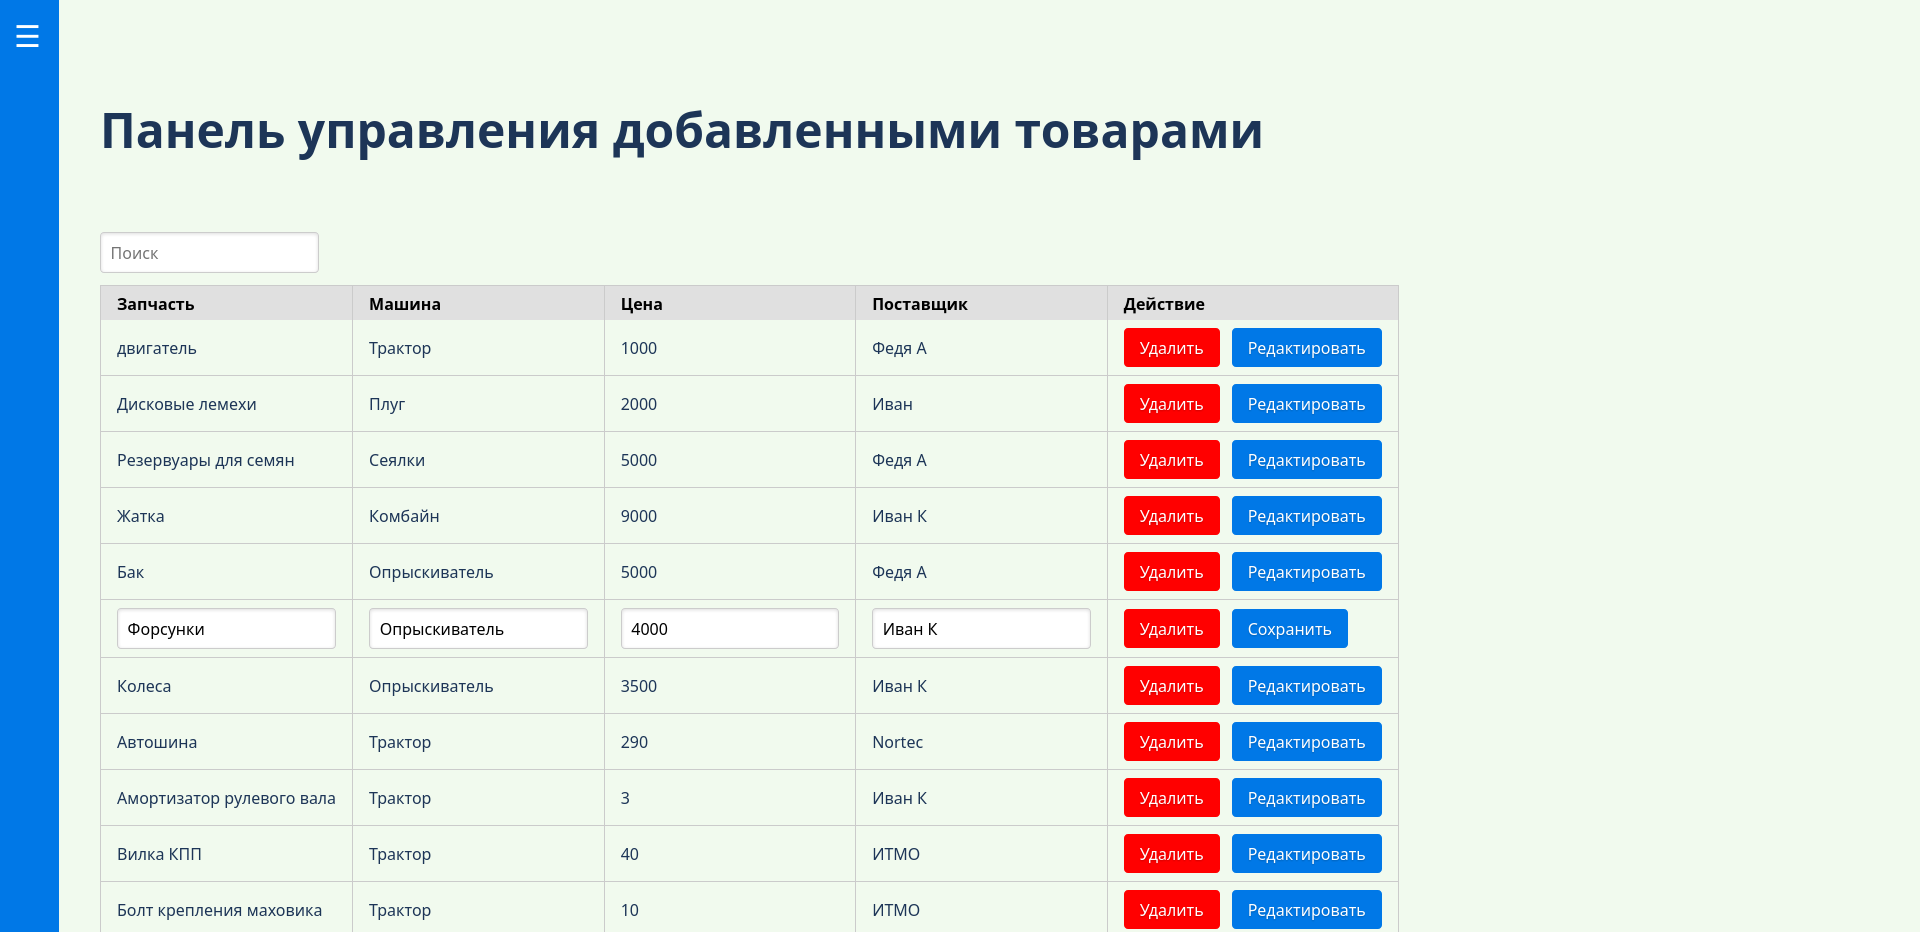 ☰
Панель управления добавленными товарами
Поиск
Запчасть Машина Цена Поставщик Действие
двигатель Трактор 1000 Федя А Удалить Редактировать
Дисковые лемехи Плуг 2000 Иван Удалить Редактировать
Резервуары для семян Сеялки 5000 Федя А Удалить Редактировать
Жатка Комбайн 9000 Иван К Удалить Редактировать
Бак Опрыскиватель 5000 Федя А Удалить Редактировать
Форсунки Опрыскиватель 4000 Иван К Удалить Сохранить
Колеса Опрыскиватель 3500 Иван К Удалить Редактировать
Автошина Трактор 290 Nortec Удалить Редактировать
Амортизатор рулевого вала Трактор 3 Иван К Удалить Редактировать
Вилка КПП Трактор 40 ИТМО Удалить Редактировать
Болт крепления маховика Трактор 10 ИТМО Удалить Редактировать